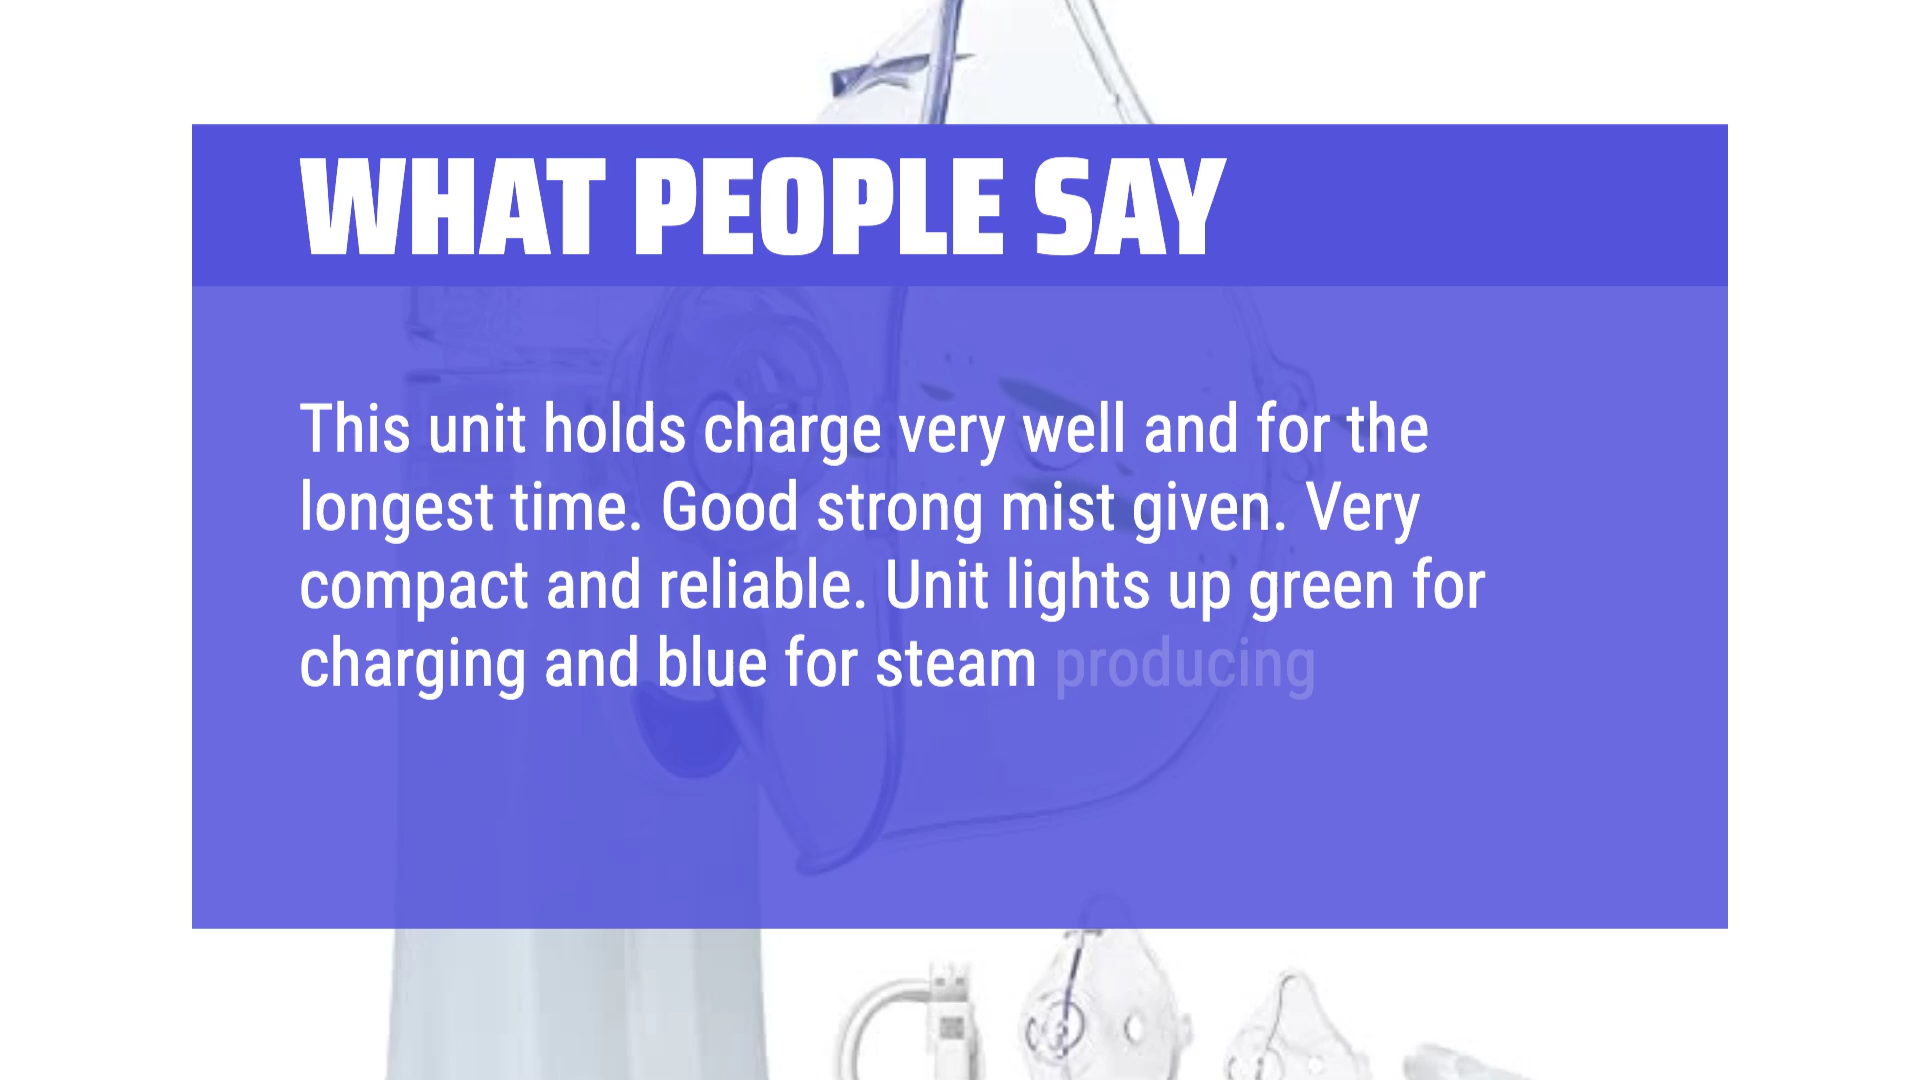 WHAT PEOPLE SAY
This unit holds charge very well and for the
longest time. Good strong mist given. Very
compact and reliable. Unit lights up green for
charging and blue for steam producing